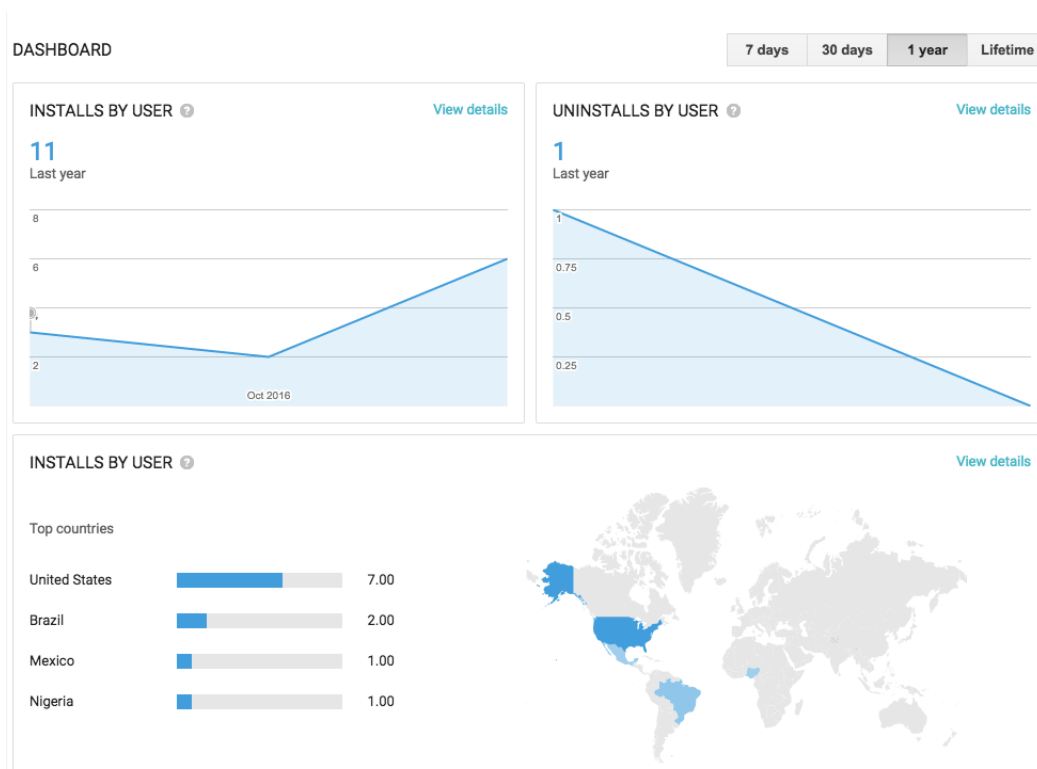 DASHBOARD
7 days 30 days 1 year Lifetime
INSTALLS BY USER ? View details
11
Last year
8
6
2
Oct 2016
UNINSTALLS BY USER ? View details
1
Last year
1
0.75
0.5
0.25
INSTALLS BY USER ? View details
Top countries
United States 7.00
Brazil 2.00
Mexico 1.00
Nigeria 1.00